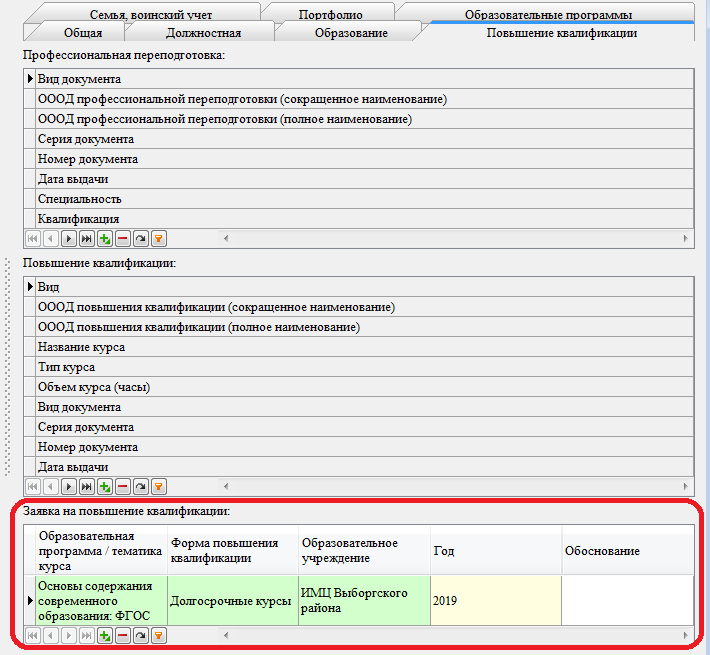 Семья, воинский учет
Портфолио
Образовательные программы
Общая
Должностная
Образование
Повышение квалификации
Профессиональная переподготовка:
Вид документа
ОООД профессиональной переподготовки (сокращенное наименование)
ОООД профессиональной переподготовки (полное наименование)
Серия документа
Номер документа
Дата выдачи
Специальность
Квалификация
Повышение квалификации:
Вид
ОООД повышения квалификации (сокращенное наименование)
ОООД повышения квалификации (полное наименование)
Название курса
Тип курса
Объем курса (часы)
Вид документа
Серия документа
Номер документа
Дата выдачи
Заявка на повышение квалификации:
Образовательная
программа / тематика
курса
Форма повышения
квалификации
Образовательное
учреждение
Год
Обоснование
Основы содержания
современного
образования: ФГОС
Долгосрочные курсы
ИМЦ Выборгского
района
2019